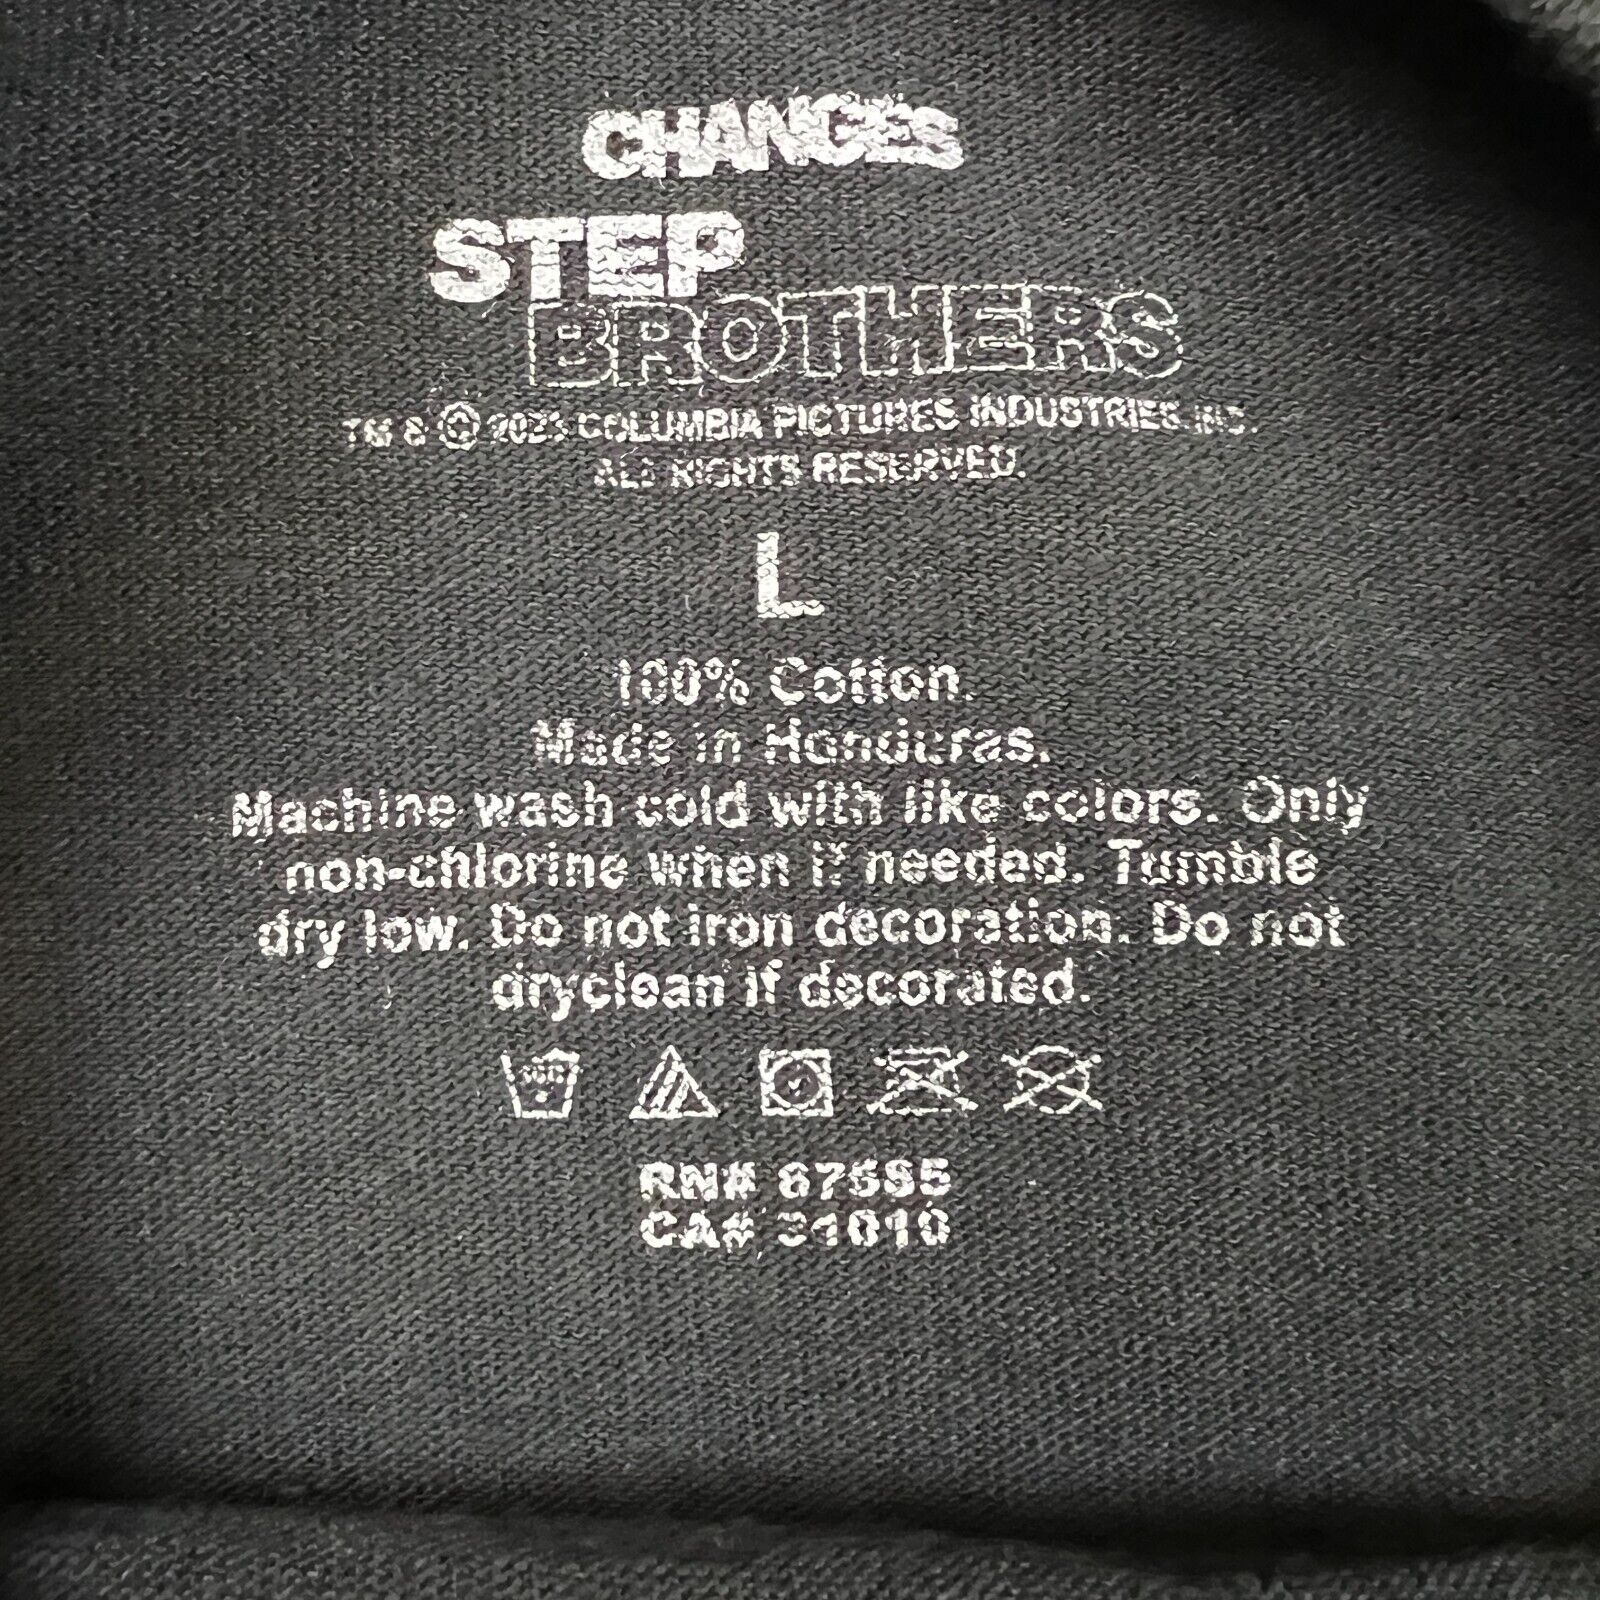 CHANGES
STEP
BROTHERS
TM & © COLUMBIA PICTURES INDUSTRIES, INC.
ALL RIGHTS RESERVED.
L
100% Cotton.
Made in Honduras.
Machine wash cold with like colors. Only
non-chlorine when if needed. Tumble
dry low. Do not iron decoration. Do not
dryclean if decorated.
RN#
CA# 31010